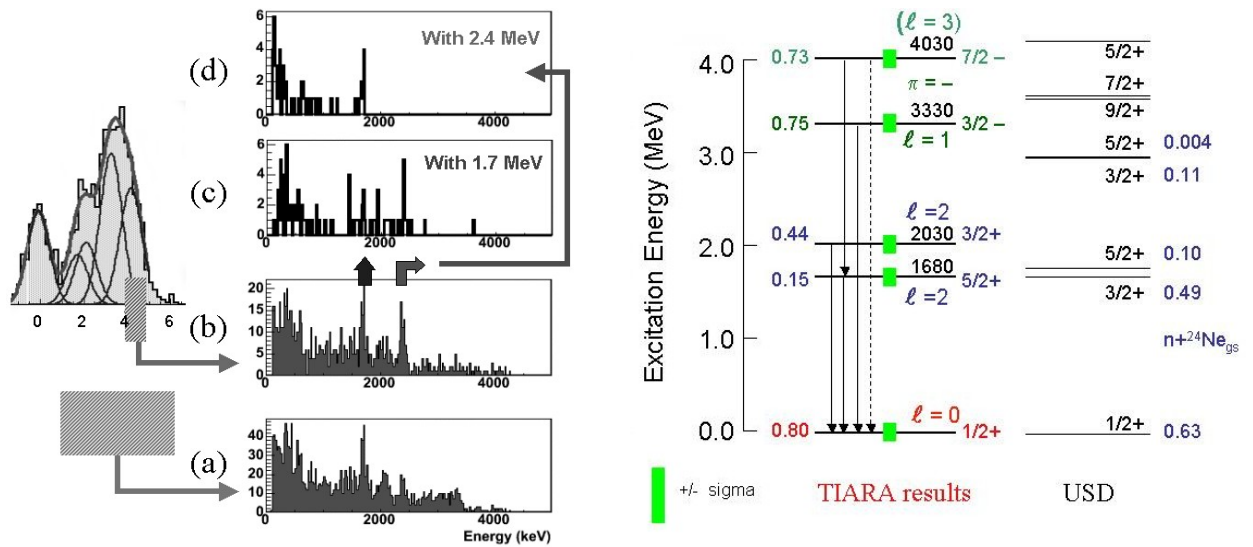 (d)
With 2.4 MeV
6
4
2
0
0 2000 4000
(c)
With 1.7 MeV
6
4
2
0
0 2000 4000
0 2 4 6
(b)
20
15
10
5
0
0 2000 4000
(a)
40
30
20
10
0
0 2000 4000
Energy (keV)
Excitation Energy (MeV)
4.0
3.0
2.0
1.0
0.0
(ℓ = 3)
0.73 4030 7/2 −
π = −
0.75 3330 3/2 −
ℓ = 1
ℓ =2
0.44 2030 3/2+
0.15 1680 5/2+
ℓ =2
ℓ = 0
0.80 1/2+
+/- sigma
TIARA results
5/2+
7/2+
9/2+
5/2+ 0.004
3/2+ 0.11
5/2+ 0.10
3/2+ 0.49
n+²⁴Ne gs
1/2+ 0.63
USD